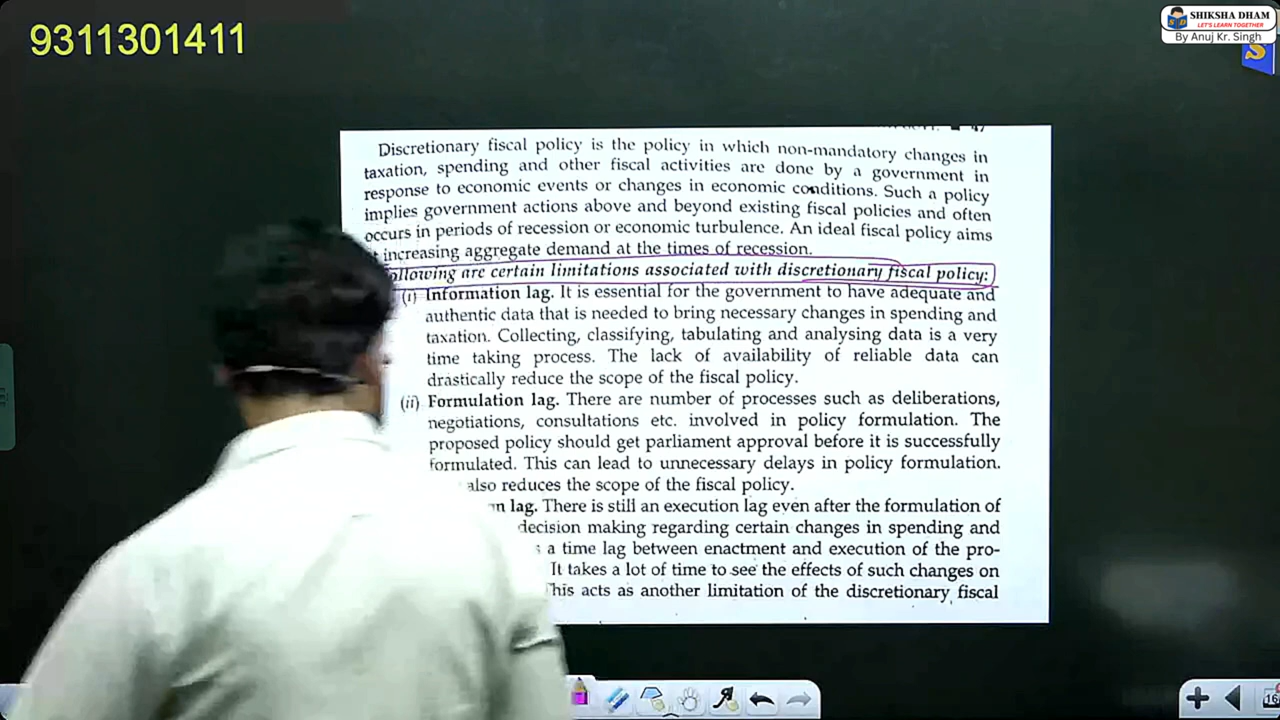 9311301411
SHIKSHA DHAM
LET'S LEARN TOGETHER
By Anuj Kr. Singh
Discretionary fiscal policy is the policy in which non-mandatory changes in
taxation, spending and other fiscal activities are done by a government in
response to economic events or changes in economic conditions. Such a policy
implies government actions above and beyond existing fiscal policies and often
occurs in periods of recession or economic turbulence. An ideal fiscal policy aims
increasing aggregate demand at the times of recession.
ollowing are certain limitations associated with discretionary fiscal policy:
(i) Information lag. It is essential for the government to have adequate and
authentic data that is needed to bring necessary changes in spending and
taxation. Collecting, classifying, tabulating and analysing data is a very
time taking process. The lack of availability of reliable data can
drastically reduce the scope of the fiscal policy.
(ii) Formulation lag. There are number of processes such as deliberations,
negotiations, consultations etc. involved in policy formulation. The
proposed policy should get parliament approval before it is successfully
formulated. This can lead to unnecessary delays in policy formulation.
also reduces the scope of the fiscal policy.
n lag. There is still an execution lag even after the formulation of
decision making regarding certain changes in spending and
a time lag between enactment and execution of the pro-
It takes a lot of time to see the effects of such changes on
This acts as another limitation of the discretionary fiscal
16